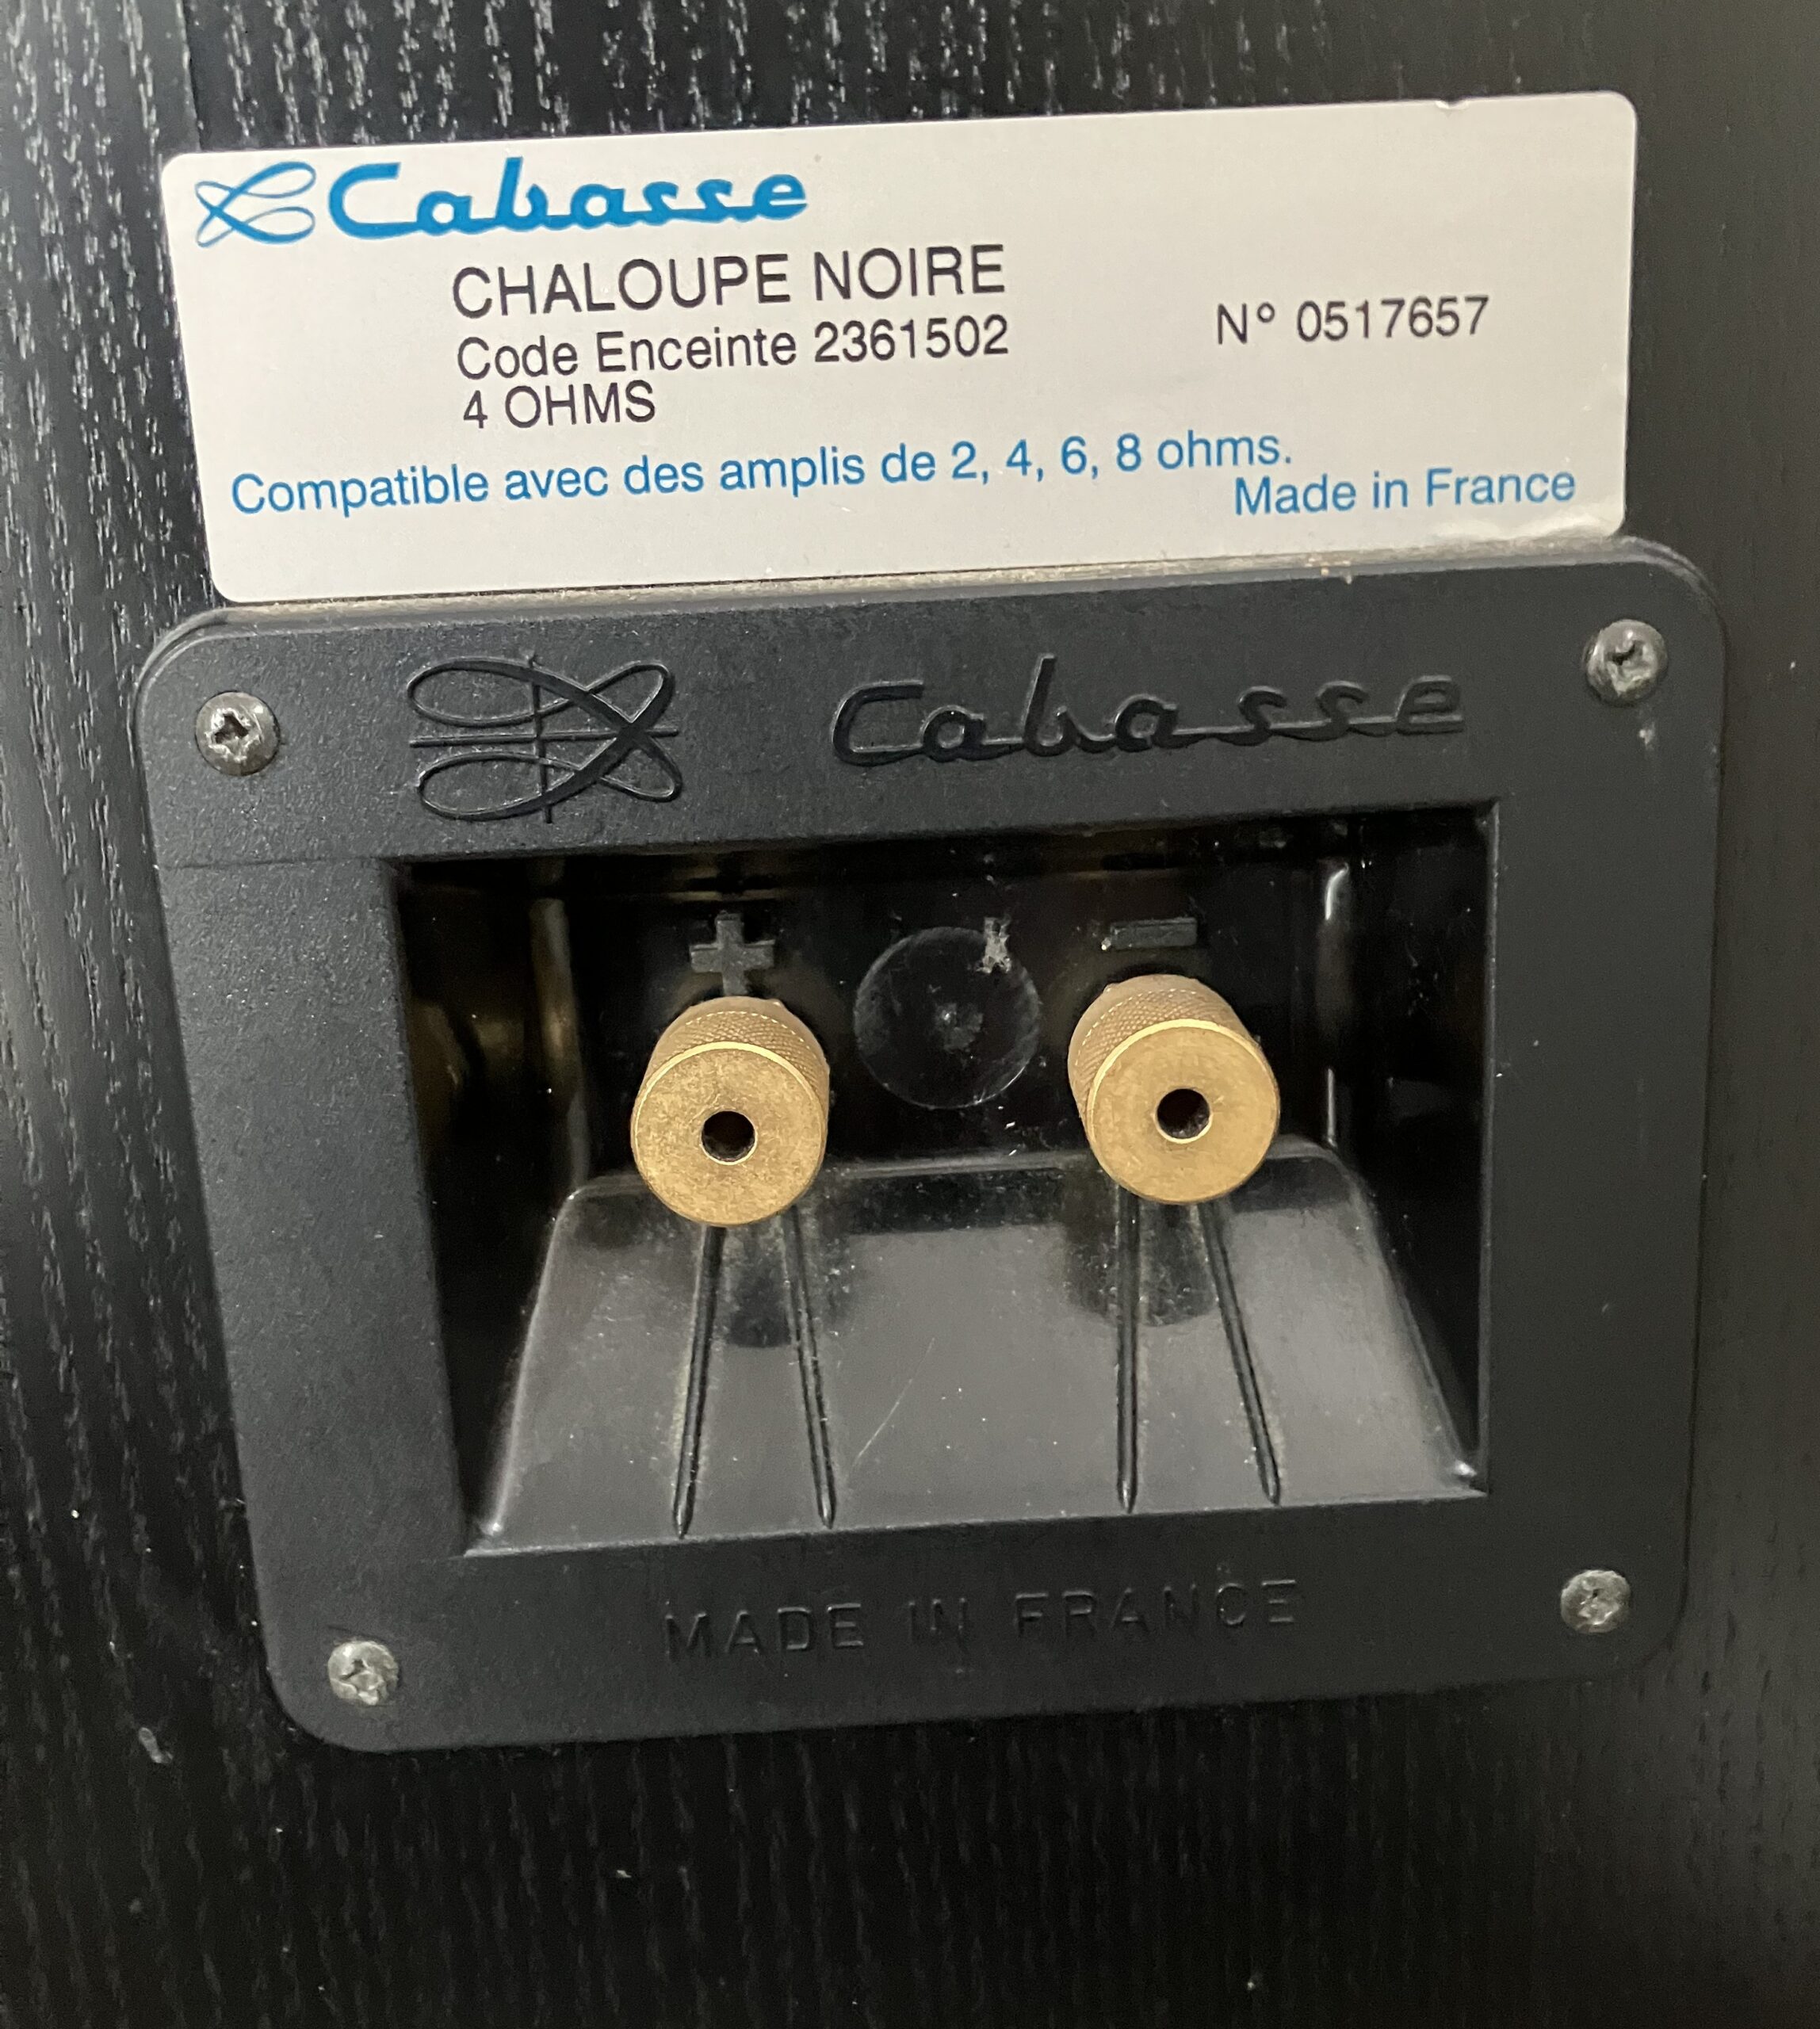 Cabasse
CHALOUPE NOIRE
Code Enceinte 2361502
N° 0517657
4 OHMS
Compatible avec des amplis de 2, 4, 6, 8 ohms.
Made in France
Cabasse
+ -
MADE IN FRANCE